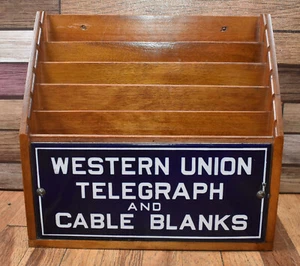 WESTERN UNION
TELEGRAPH
AND
CABLE BLANKS